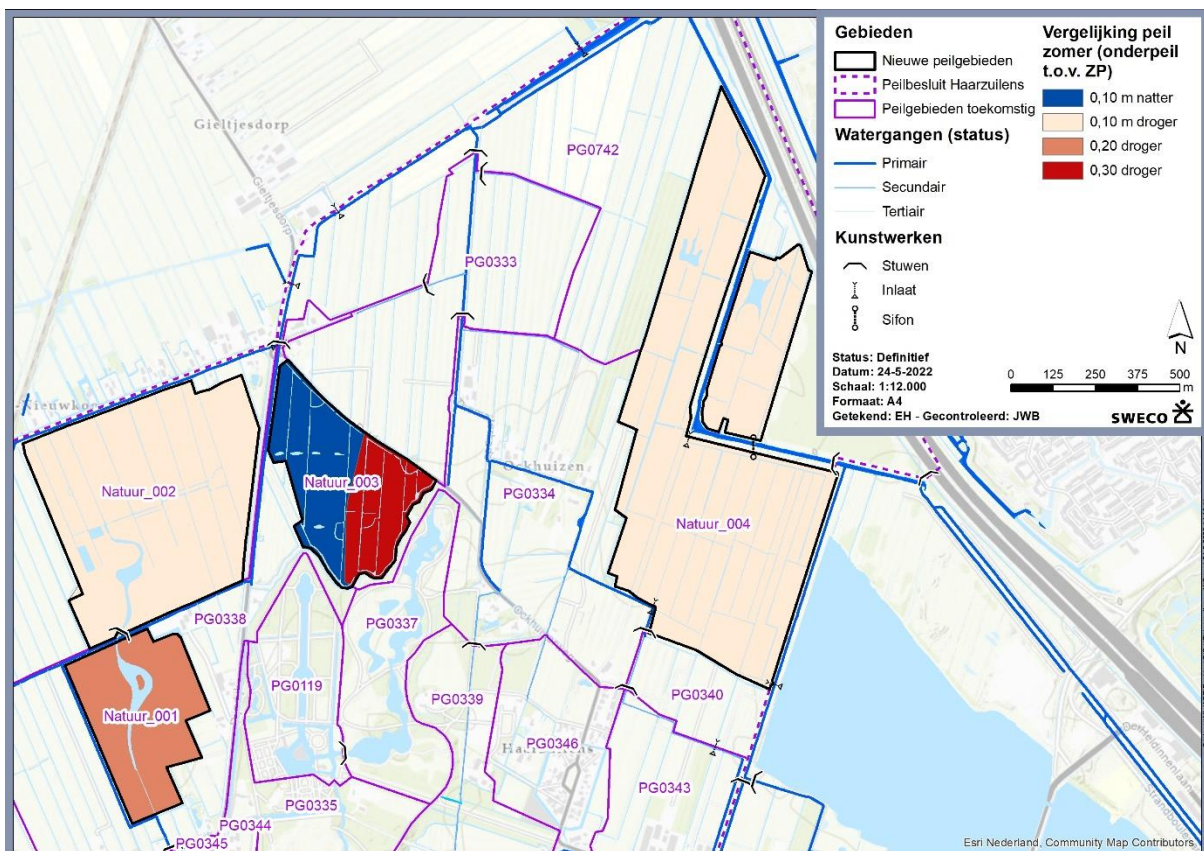 Gebieden
Nieuwe peilgebieden
Peilbesluit Haarzuilens
Peilgebieden toekomstig
Watergangen (status)
Primair
Secundair
Tertiair
Kunstwerken
Stuwen
Inlaat
Sifon
Vergelijking peil
zomer (onderpeil
t.o.v. ZP)
0,10 m natter
0,10 m droger
0,20 droger
0,30 droger
Status: Definitief
Datum: 24-5-2022
Schaal: 1:12.000
Formaat: A4
Getekend: EH - Gecontroleerd: JWB
N
0 125 250 375 500
m
SWECO
Gieltjesdorp
Gieltjesdorp
PG0742
PG0333
Natuur_002
Natuur_003
Ockhuizen
PG0334
Natuur_004
PG0338
PG0337
PG0119
PG0339
PG0340
Natuur_001
PG0346
PG0343
PG0335
PG0344
PG0345
Esri Nederland, Community Map Contributors